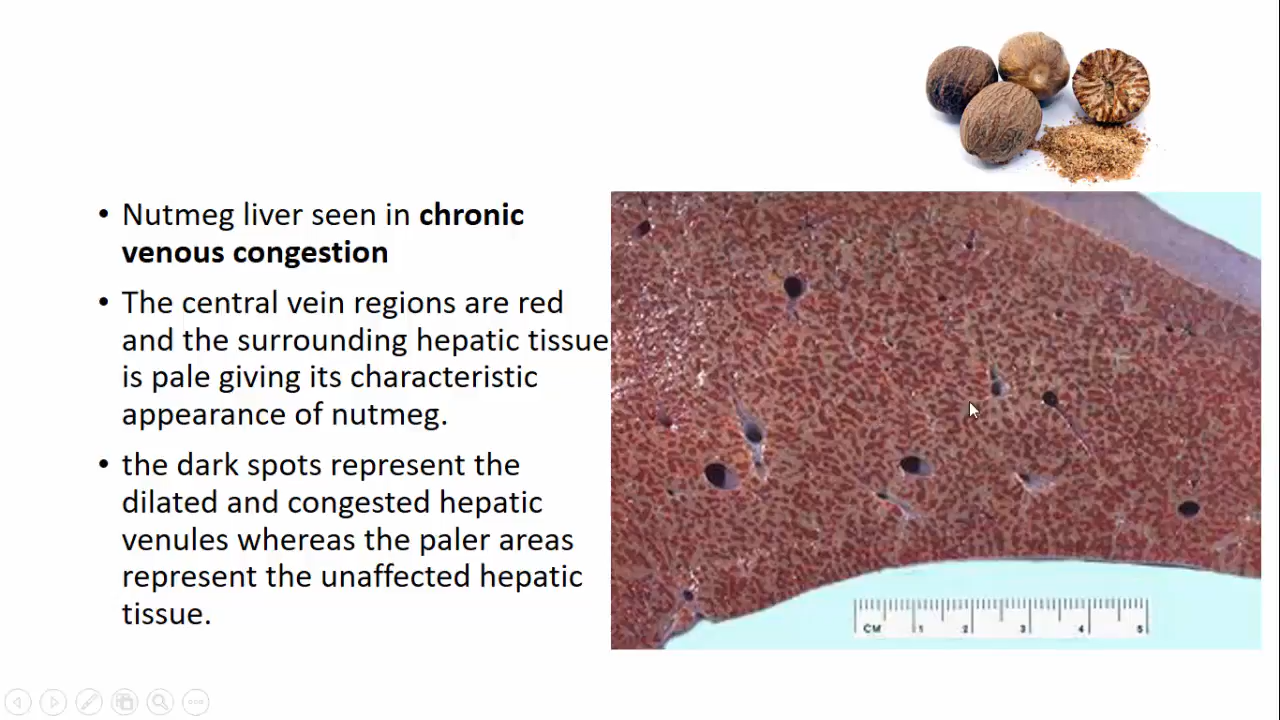 • Nutmeg liver seen in chronic
venous congestion
• The central vein regions are red
and the surrounding hepatic tissue
is pale giving its characteristic
appearance of nutmeg.
• the dark spots represent the
dilated and congested hepatic
venules whereas the paler areas
represent the unaffected hepatic
tissue.
CM 1 2 3 4 5